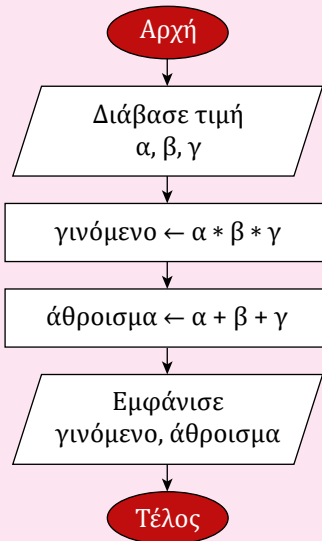 Αρχή
Διάβασε τιμή
α, β, γ
γινόμενο ← α * β * γ
άθροισμα ← α + β + γ
Εμφάνισε
γινόμενο, άθροισμα
Τέλος